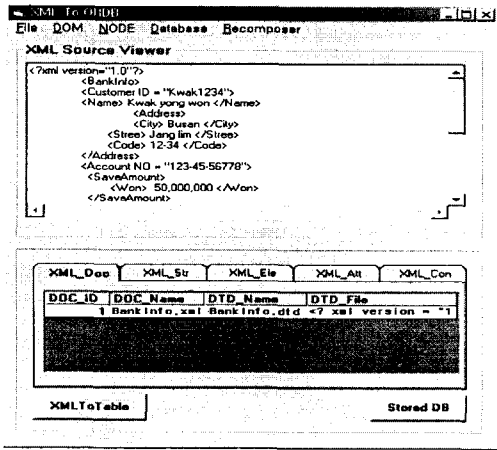 XML To ORDB
File DOM NODE Database Recomposer
XML Source Viewer
<?xml version="1.0"?>
<BankInfo>
<Customer ID = "Kwak1234">
<Name> Kwak yong won </Name>
<Address>
<City> Busan </City>
<Stree> Jang lim </Stree>
<Code> 12-34 </Code>
</Address>
<Account NO = "123-45-56778">
<SaveAmount>
<Won> 50,000,000 </Won>
</SaveAmount>
XML_Doc XML_Str XML_Ele XML_Att XML_Con
DOC_ID DOC_Name DTD_Name DTD_File
1 BankInfo.xml BankInfo.dtd <? xml version = "1
XMLToTable Stored DB